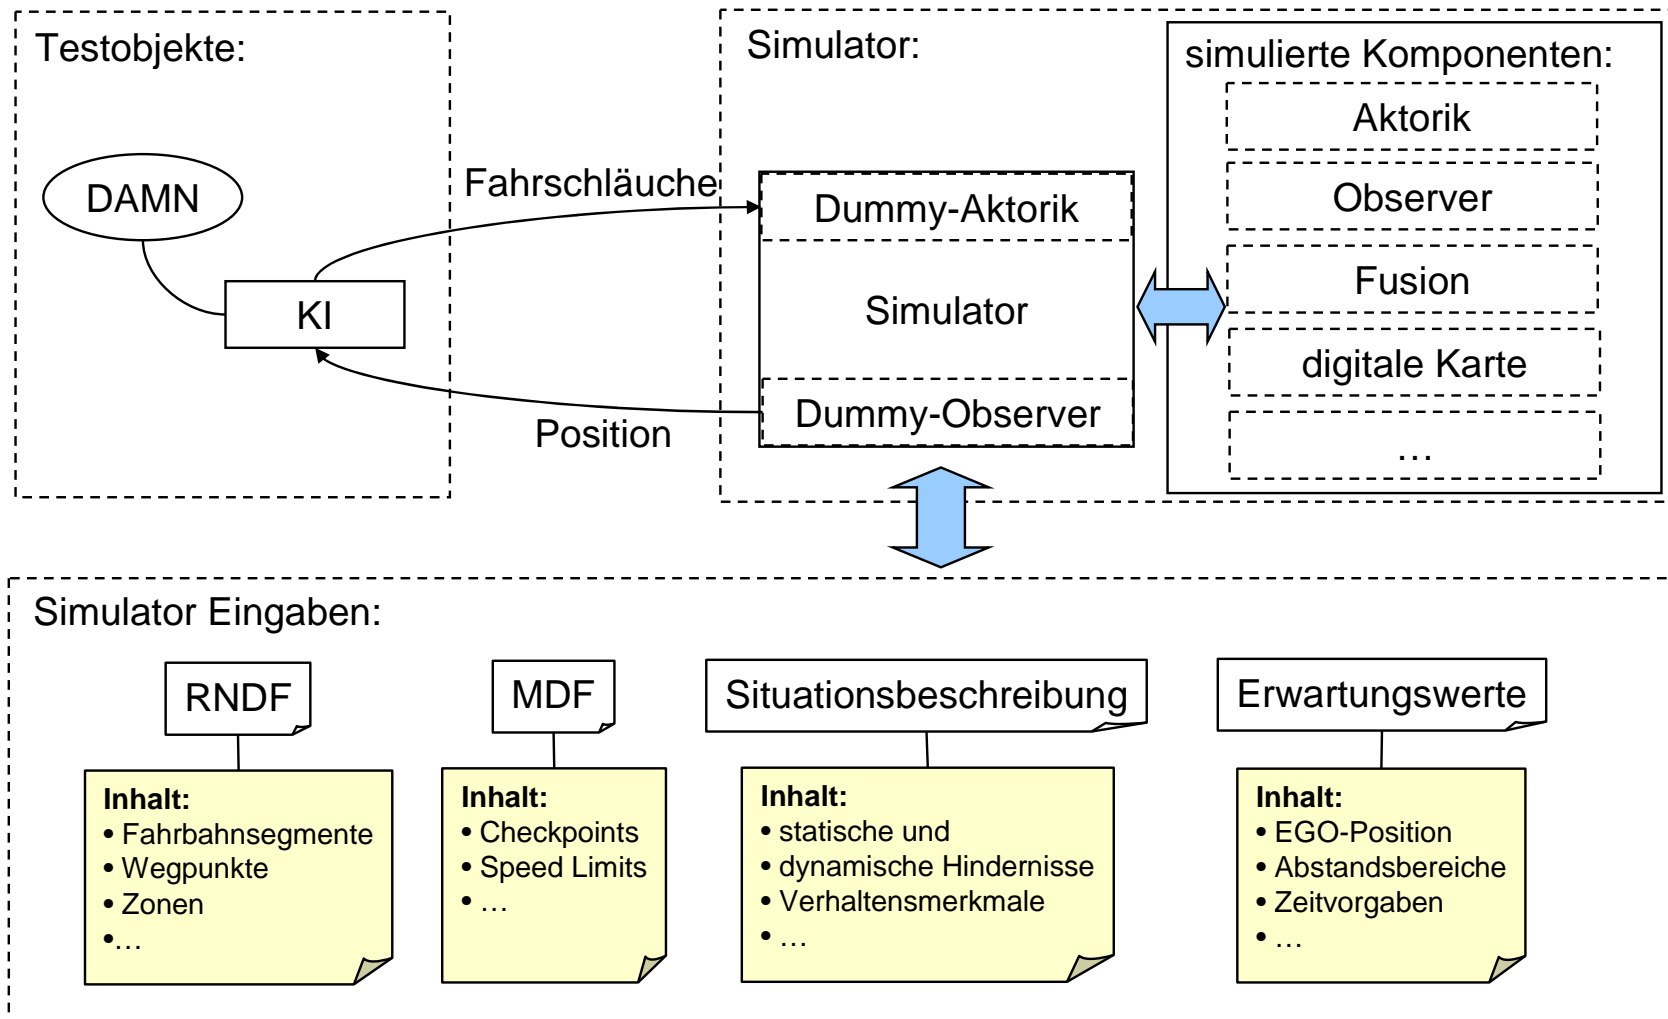 Testobjekte:
DAMN
KI
Fahrschläuche
Position
Simulator:
Dummy-Aktorik
Simulator
Dummy-Observer
simulierte Komponenten:
Aktorik
Observer
Fusion
digitale Karte
…
Simulator Eingaben:
RNDF
Inhalt:
• Fahrbahnsegmente
• Wegpunkte
• Zonen
•…
MDF
Inhalt:
• Checkpoints
• Speed Limits
• …
Situationsbeschreibung
Inhalt:
• statische und
• dynamische Hindernisse
• Verhaltensmerkmale
• …
Erwartungswerte
Inhalt:
• EGO-Position
• Abstandsbereiche
• Zeitvorgaben
• …